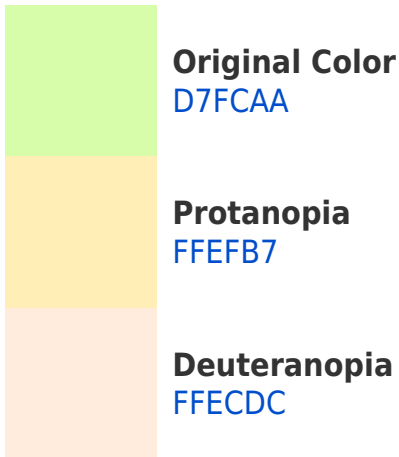 Original Color
D7FCAA
Protanopia
FFEFB7
Deuteranopia
FFECDC